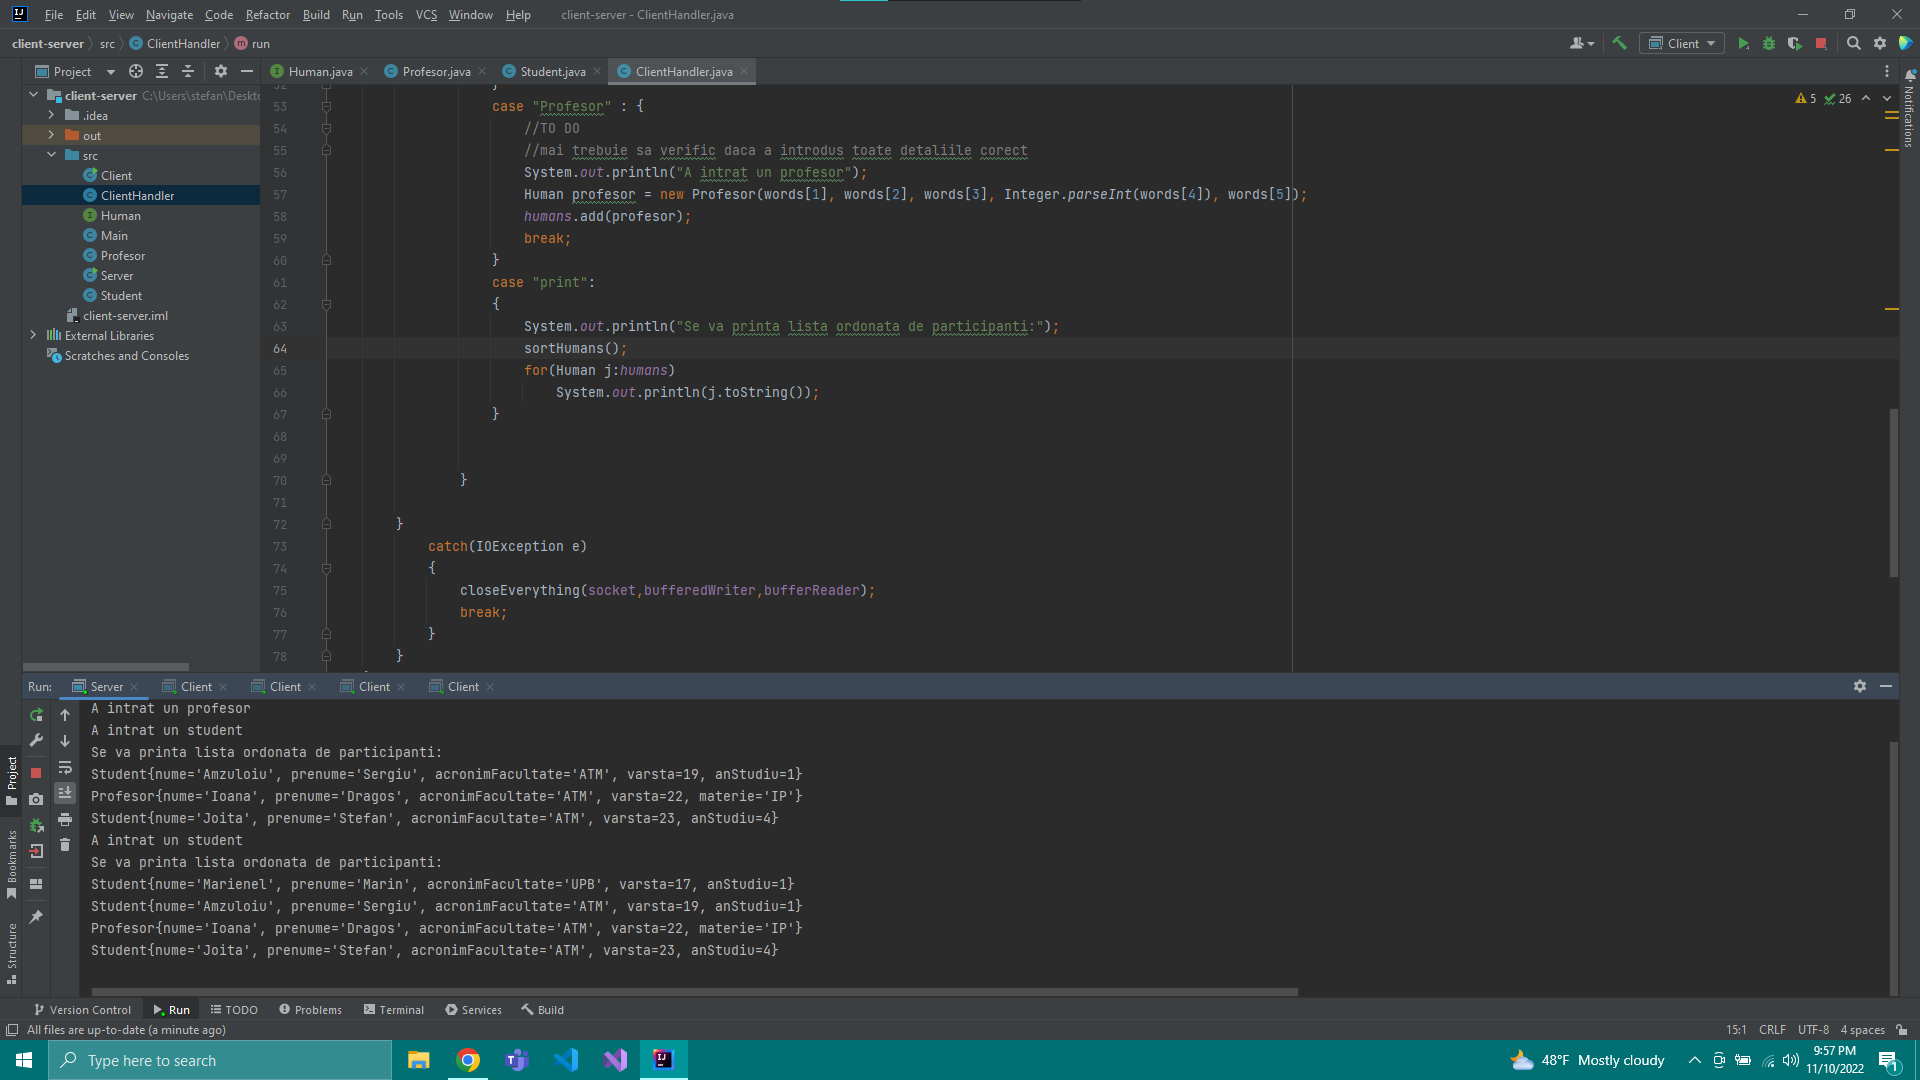 File Edit View Navigate Code Refactor Build Run Tools VCS Window Help client-server - ClientHandler.java
client-server src ClientHandler run Client
Project Human.java Profesor.java Student.java ClientHandler.java
client-server C:\Users\stefan\Deskto
.idea
out
src
Client
ClientHandler
Human
Main
Profesor
Server
Student
client-server.iml
External Libraries
Scratches and Consoles
5 26
Notifications
53 case "Profesor" : {
54 //TO DO
55 //mai trebuie sa verific daca a introdus toate detaliile corect
56 System.out.println("A intrat un profesor");
57 Human profesor = new Profesor(words[1], words[2], words[3], Integer.parseInt(words[4]), words[5]);
58 humans.add(profesor);
59 break;
60 }
61 case "print":
62 {
63 System.out.println("Se va printa lista ordonata de participanti:");
64 sortHumans();
65 for(Human j:humans)
66 System.out.println(j.toString());
67 }
68
69
70 }
71
72 }
73 catch(IOException e)
74 {
75 closeEverything(socket,bufferedWriter,bufferReader);
76 break;
77 }
78 }
Run: Server Client Client Client Client
A intrat un profesor
A intrat un student
Se va printa lista ordonata de participanti:
Student{nume='Amzuloiu', prenume='Sergiu', acronimFacultate='ATM', varsta=19, anStudiu=1}
Profesor{nume='Ioana', prenume='Dragos', acronimFacultate='ATM', varsta=22, materie='IP'}
Student{nume='Joita', prenume='Stefan', acronimFacultate='ATM', varsta=23, anStudiu=4}
A intrat un student
Se va printa lista ordonata de participanti:
Student{nume='Marienel', prenume='Marin', acronimFacultate='UPB', varsta=17, anStudiu=1}
Student{nume='Amzuloiu', prenume='Sergiu', acronimFacultate='ATM', varsta=19, anStudiu=1}
Profesor{nume='Ioana', prenume='Dragos', acronimFacultate='ATM', varsta=22, materie='IP'}
Student{nume='Joita', prenume='Stefan', acronimFacultate='ATM', varsta=23, anStudiu=4}
Project
Bookmarks
Structure
Version Control Run TODO Problems Terminal Services Build
All files are up-to-date (a minute ago) 15:1 CRLF UTF-8 4 spaces
Type here to search 48°F Mostly cloudy 9:57 PM
11/10/2022 1